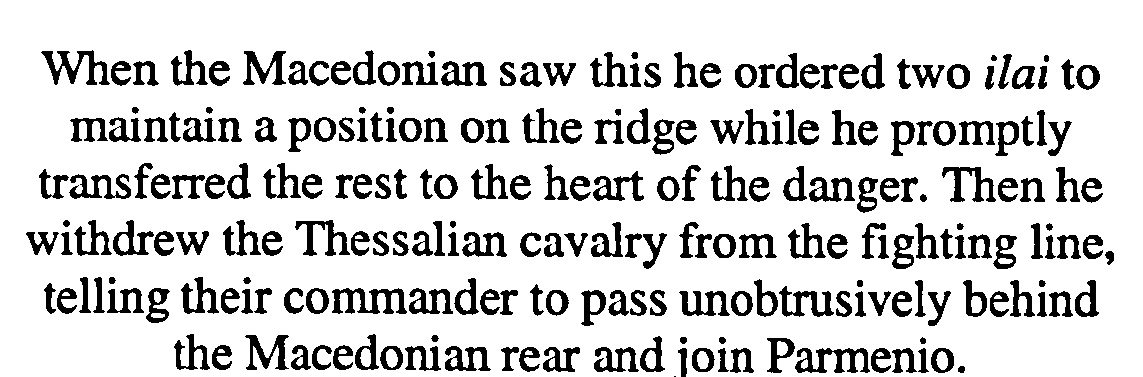 When the Macedonian saw this he ordered two ilai to
maintain a position on the ridge while he promptly
transferred the rest to the heart of the danger. Then he
withdrew the Thessalian cavalry from the fighting line,
telling their commander to pass unobtrusively behind
the Macedonian rear and join Parmenio.